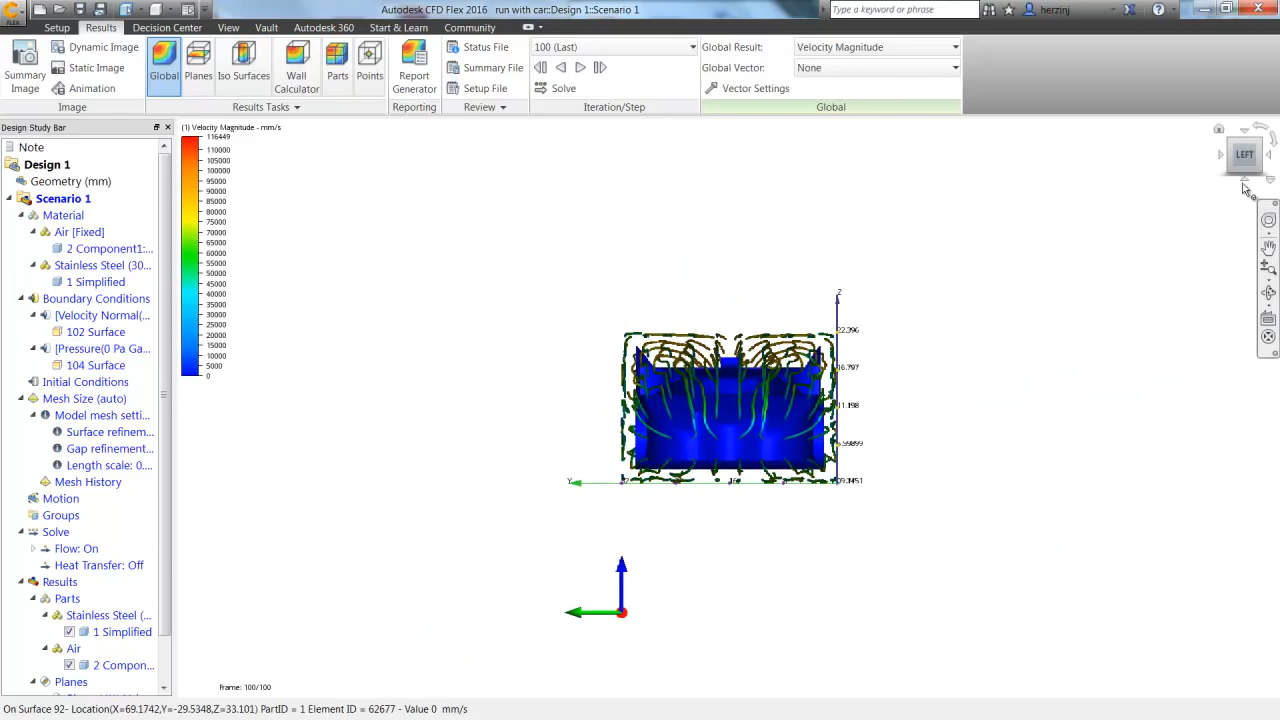 Autodesk CFD Flex 2016 run with car::Design 1::Scenario 1
Type a keyword or phrase
herzinj
FLEX
Setup
Results
Decision Center
View
Vault
Autodesk 360
Start & Learn
Community
Summary Image
Dynamic Image
Static Image
Animation
Image
Global
Planes
Iso Surfaces
Wall Calculator
Parts
Points
Results Tasks
Report Generator
Reporting
Status File
Summary File
Setup File
Review
100 (Last)
Solve
Iteration/Step
Global Result:
Velocity Magnitude
Global Vector:
None
Vector Settings
Global
Design Study Bar
Note
Design 1
Geometry (mm)
Scenario 1
Material
Air [Fixed]
2 Component1:...
Stainless Steel (30...
1 Simplified
Boundary Conditions
[Velocity Normal(...
102 Surface
[Pressure(0 Pa Ga...
104 Surface
Initial Conditions
Mesh Size (auto)
Model mesh setti...
Surface refinem...
Gap refinement...
Length scale: 0....
Mesh History
Motion
Groups
Solve
Flow: On
Heat Transfer: Off
Results
Parts
Stainless Steel (...
1 Simplified
Air
2 Compon...
Planes
(1) Velocity Magnitude - mm/s
116449
110000
105000
100000
95000
90000
85000
80000
75000
70000
65000
60000
55000
50000
45000
40000
35000
30000
25000
20000
15000
10000
5000
0
LEFT
Z
22.396
16.797
11.198
5.59899
Y
Frame: 100/100
On Surface 92- Location(X=69.1742,Y=-29.5348,Z=33.101) PartID = 1 Element ID = 62677 - Value 0 mm/s